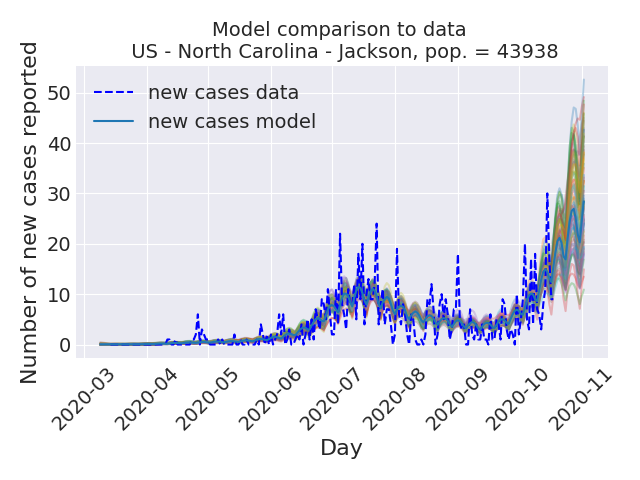 Model comparison to data
US - North Carolina - Jackson, pop. = 43938
Number of new cases reported
50
40
30
20
10
0
new cases data
new cases model
2020-03
2020-04
2020-05
2020-06
2020-07
2020-08
2020-09
2020-10
2020-11
Day